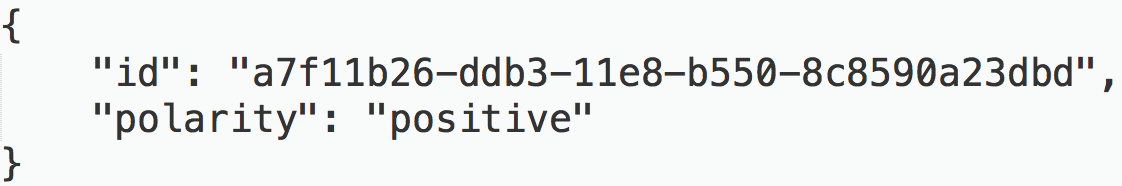 {
    "id": "a7f11b26-ddb3-11e8-b550-8c8590a23dbd",
    "polarity": "positive"
}